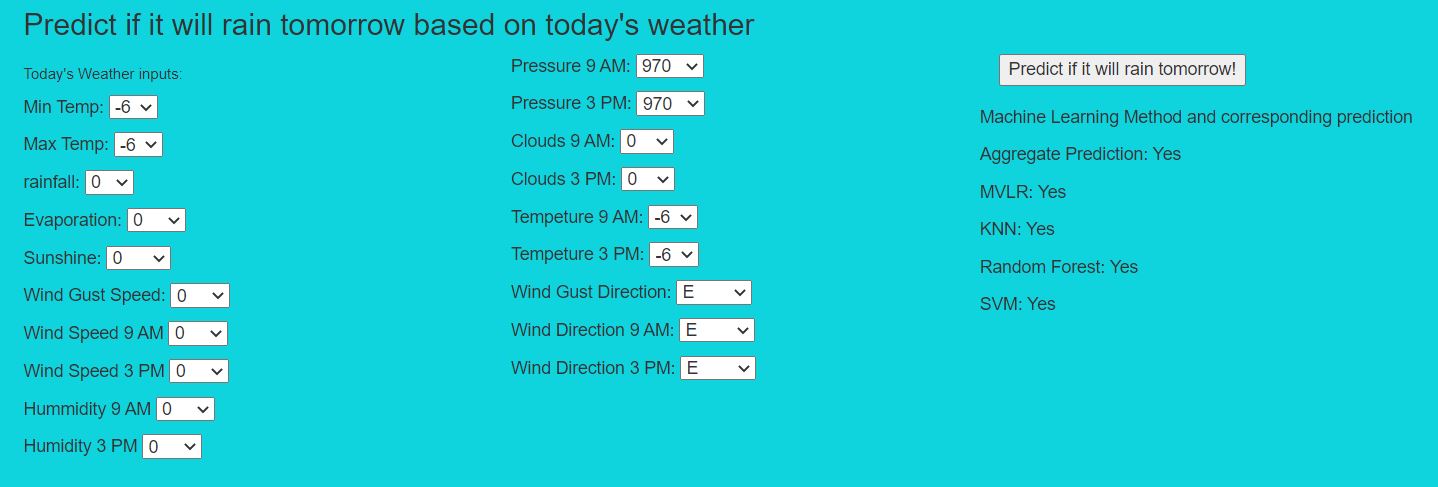 Predict if it will rain tomorrow based on today's weather
Today's Weather inputs:
Min Temp: -6
Max Temp: -6
rainfall: 0
Evaporation: 0
Sunshine: 0
Wind Gust Speed: 0
Wind Speed 9 AM 0
Wind Speed 3 PM 0
Hummidity 9 AM 0
Humidity 3 PM 0
Pressure 9 AM: 970
Pressure 3 PM: 970
Clouds 9 AM: 0
Clouds 3 PM: 0
Tempeture 9 AM: -6
Tempeture 3 PM: -6
Wind Gust Direction: E
Wind Direction 9 AM: E
Wind Direction 3 PM: E
Predict if it will rain tomorrow!
Machine Learning Method and corresponding prediction
Aggregate Prediction: Yes
MVLR: Yes
KNN: Yes
Random Forest: Yes
SVM: Yes